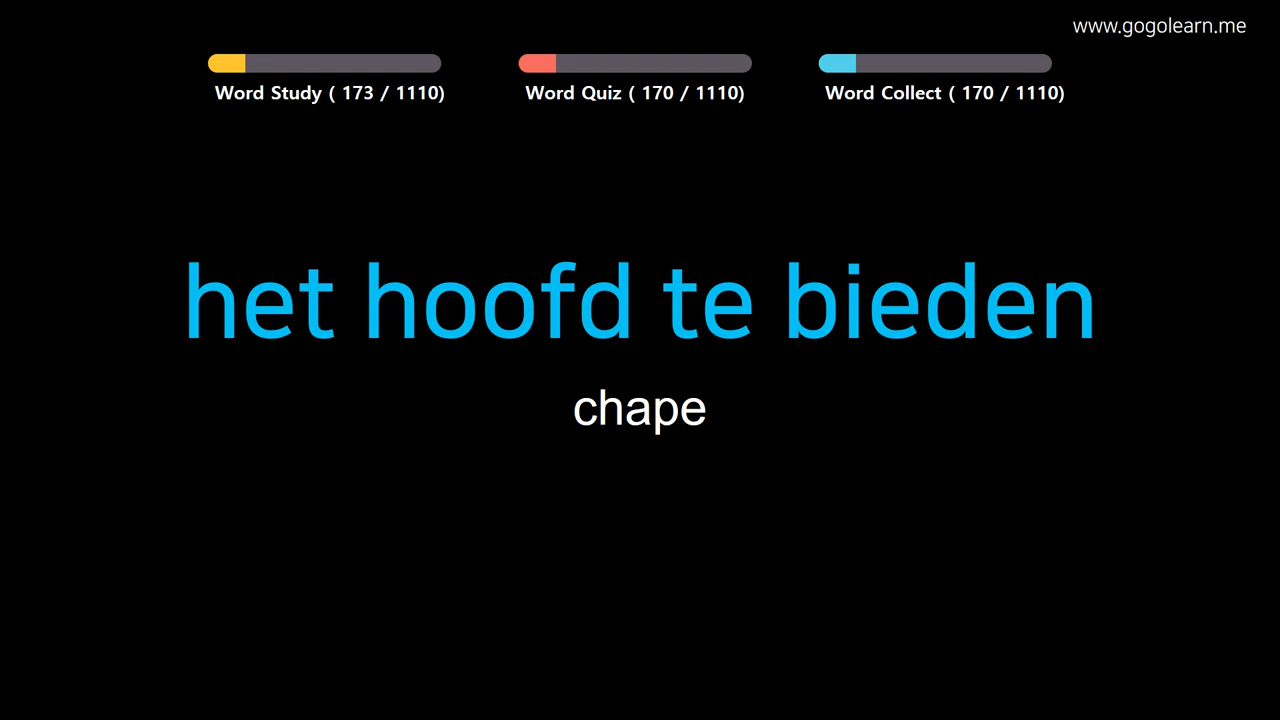 www.gogolearn.me
Word Study ( 173 / 1110)
Word Quiz ( 170 / 1110)
Word Collect ( 170 / 1110)
het hoofd te bieden
chape